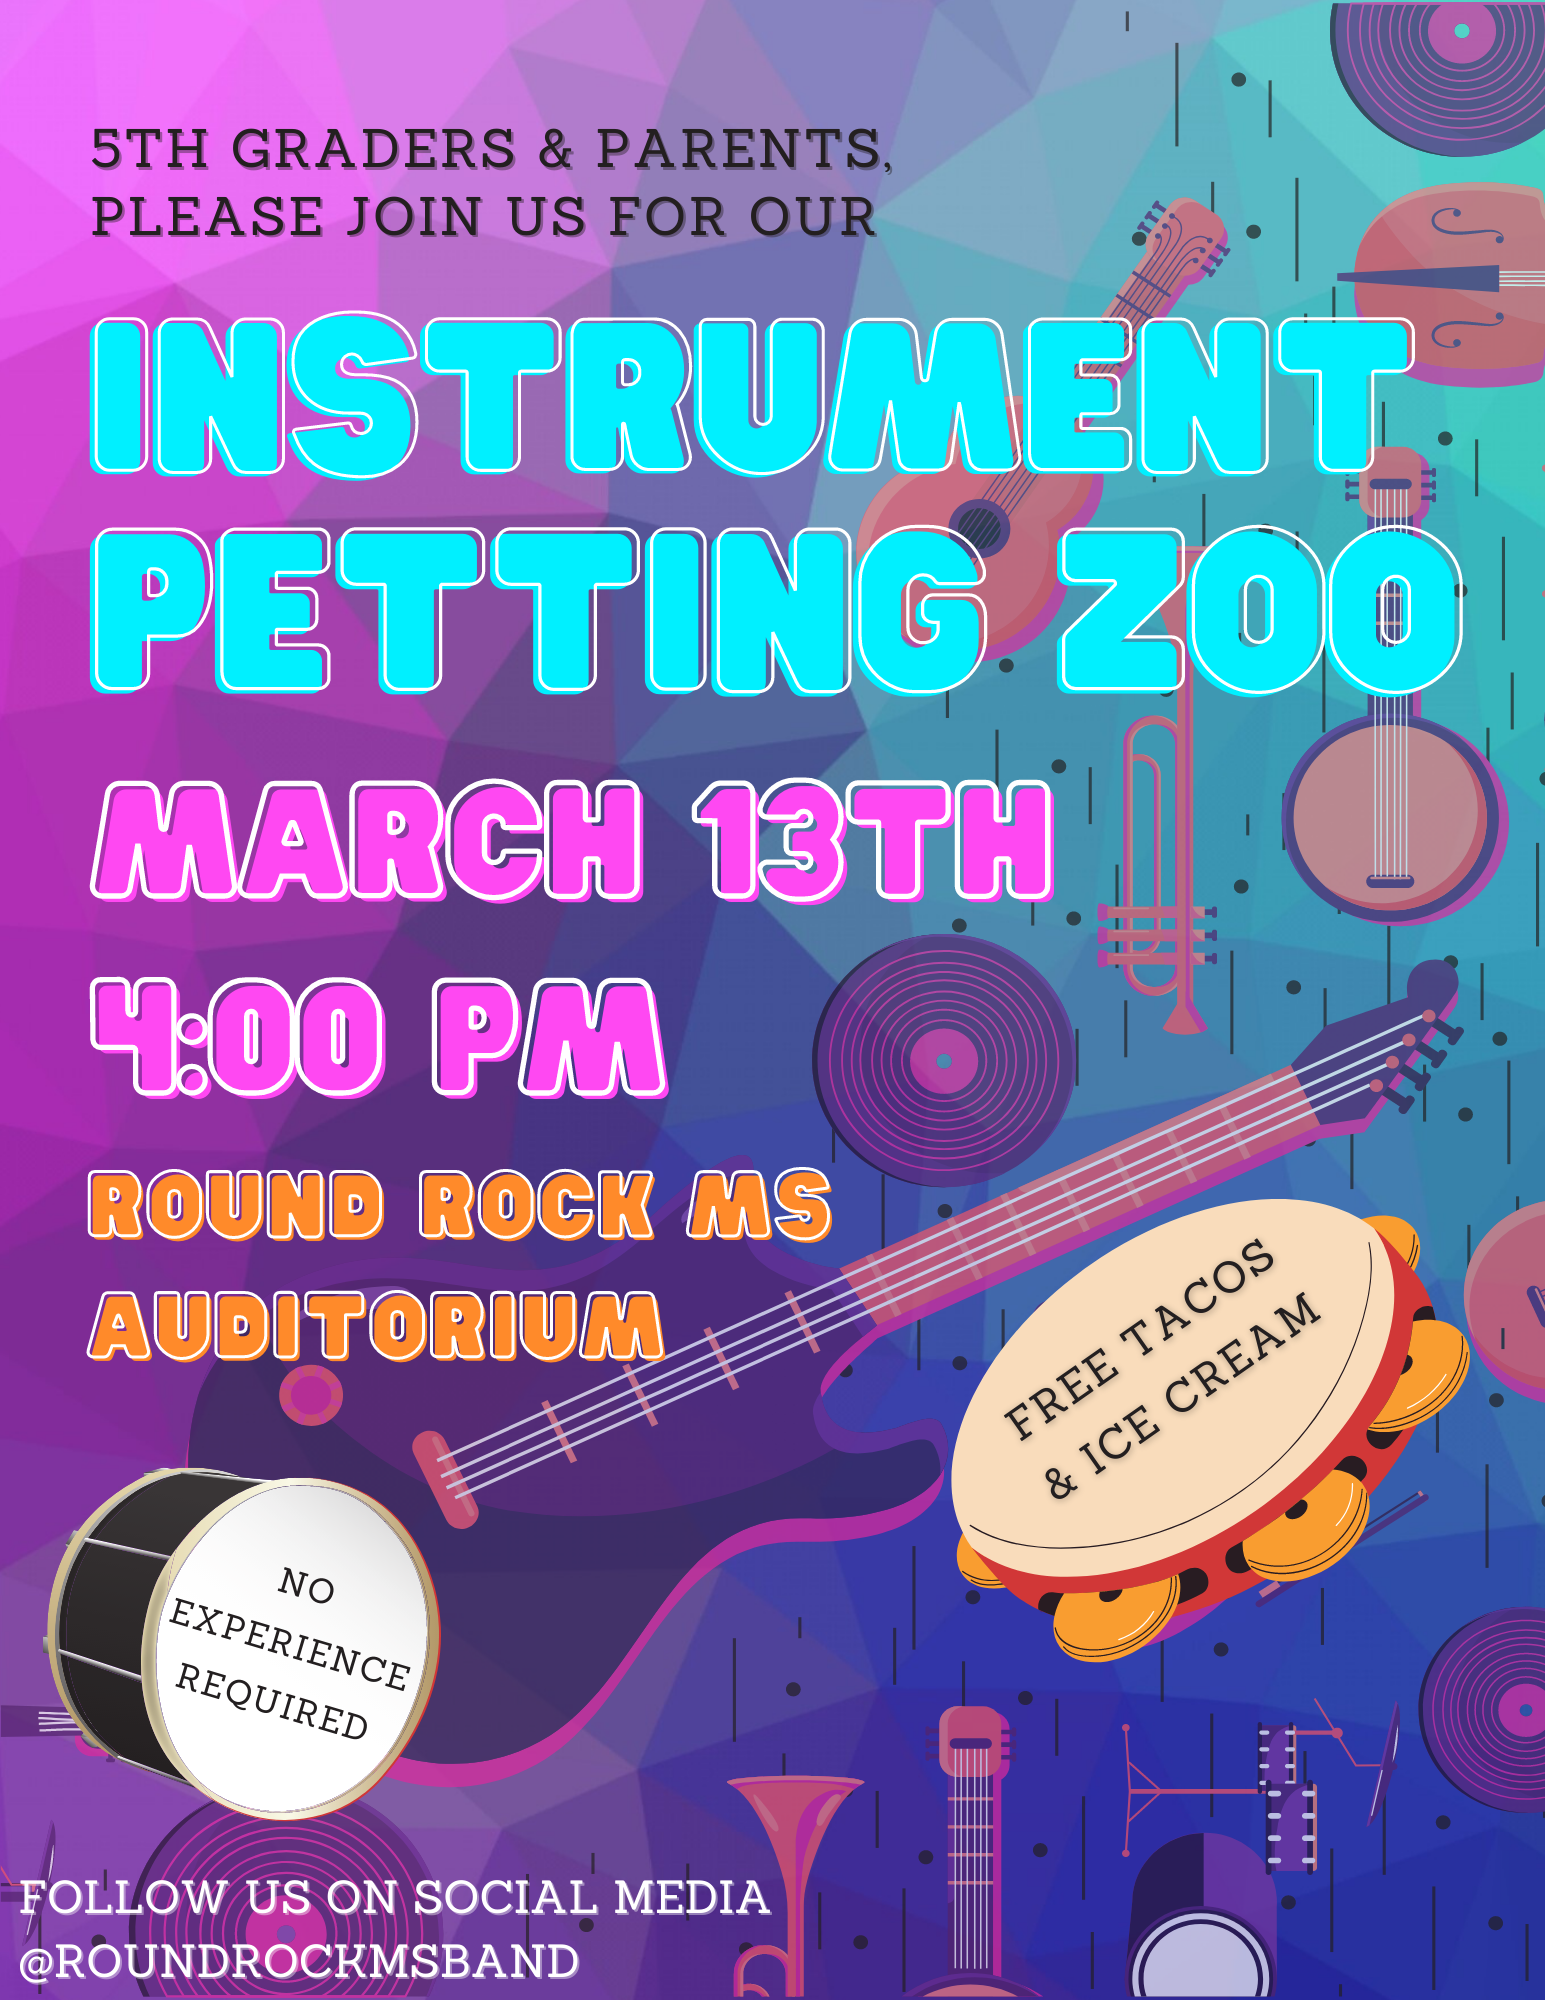 5TH GRADERS & PARENTS,
PLEASE JOIN US FOR OUR
INSTRUMENT
PETTING ZOO
MARCH 13TH
4:00 PM
ROUND ROCK MS
AUDITORIUM
FREE TACOS
& ICE CREAM
NO
EXPERIENCE
REQUIRED
FOLLOW US ON SOCIAL MEDIA
@ROUNDROCKMSBAND